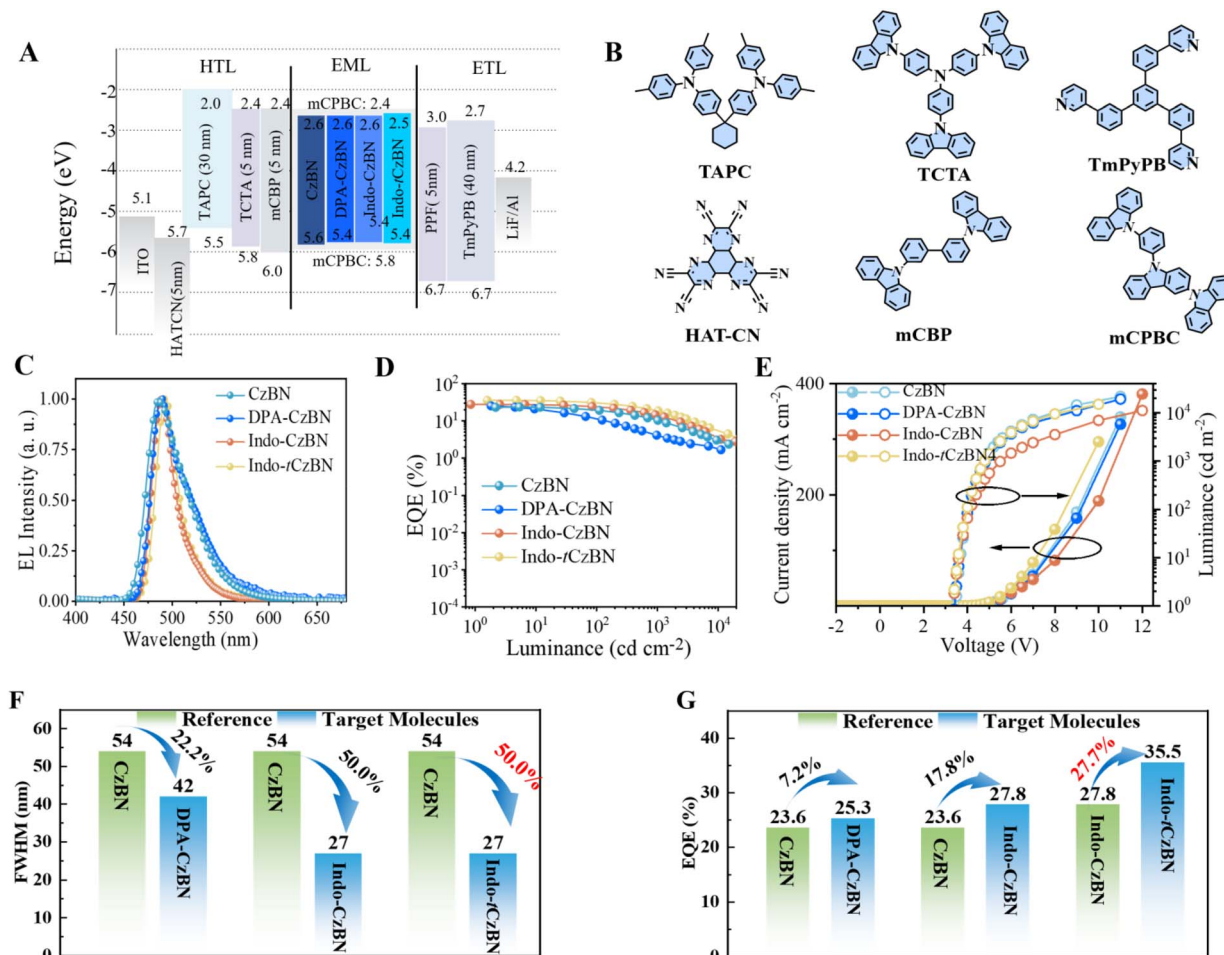 A
HTL
EML
ETL
Energy (eV)
-2
-3
-4
-5
-6
-7
5.1
ITO
5.7
HATCN(5nm)
2.0
TAPC (30 nm)
5.5
2.4
TCTA (5 nm)
5.8
2.4
mCBP (5 nm)
6.0
mCPBC: 2.4
2.6
CzBN
5.6
2.6
DPA-CzBN
5.4
2.6
Indo-CzBN
5.4
2.5
Indo-tCzBN
5.4
mCPBC: 5.8
3.0
PPF( 5nm)
6.7
2.7
TmPyPB (40 nm)
6.7
4.2
LiF/Al
B
N
N
TAPC
N
N
N
N
TCTA
N
N
N
N
TmPyPB
N
N
N
N
N
N
N
N
N
N
N
N
HAT-CN
N
N
mCBP
N
N
N
mCPBC
C
EL Intensity (a. u.)
1.00
0.75
0.50
0.25
0.00
400
450
500
550
600
650
Wavelength (nm)
CzBN
DPA-CzBN
Indo-CzBN
Indo-tCzBN
D
EQE (%)
10²
10¹
10⁰
10⁻¹
10⁻²
10⁻³
10⁻⁴
10⁰
10¹
10²
10³
10⁴
Luminance (cd cm⁻²)
CzBN
DPA-CzBN
Indo-CzBN
Indo-tCzBN
E
Current density (mA cm⁻²)
400
200
CzBN
DPA-CzBN
Indo-CzBN
Indo-tCzBN4
10⁴
10³
10²
10¹
10⁰
Luminance (cd m⁻²)
-2
0
2
4
6
8
10
12
Voltage (V)
F
Reference
Target Molecules
FWHM (nm)
60
50
40
30
20
10
0
54
CzBN
22.2%
42
DPA-CzBN
54
CzBN
50.0%
27
Indo-CzBN
54
CzBN
50.0%
27
Indo-tCzBN
G
Reference
Target Molecules
EQE (%)
40
30
20
10
0
23.6
CzBN
7.2%
25.3
DPA-CzBN
23.6
CzBN
17.8%
27.8
Indo-CzBN
27.8
Indo-CzBN
27.7%
35.5
Indo-tCzBN